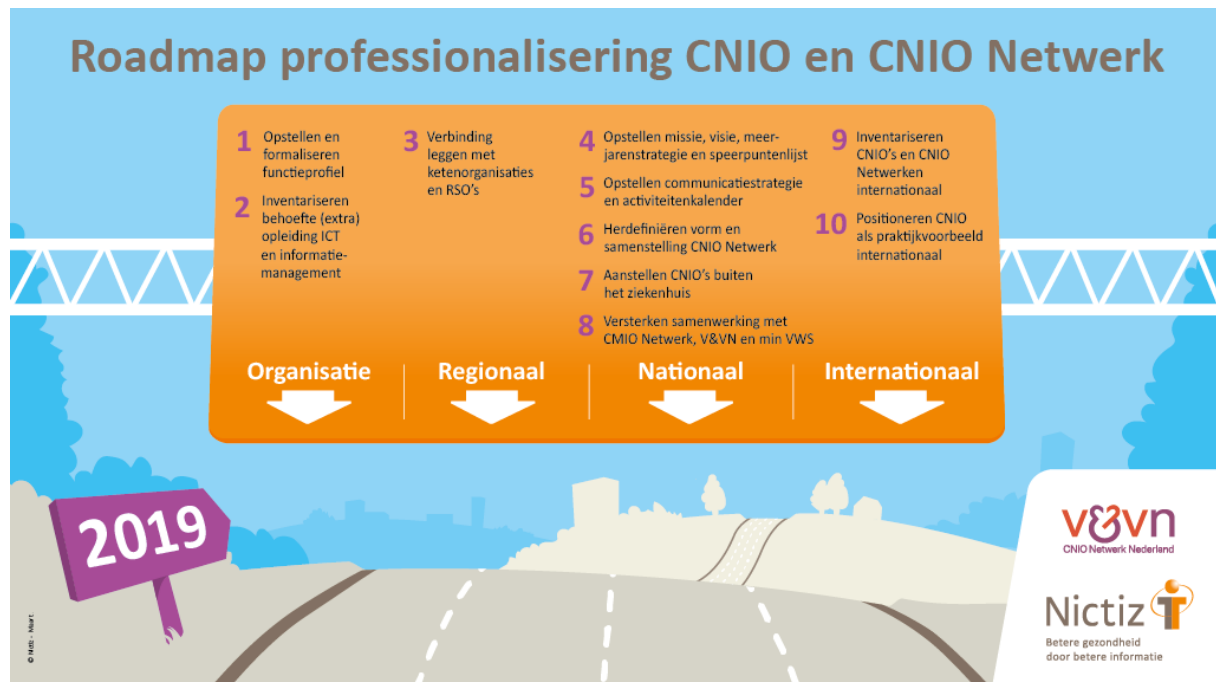 Roadmap professionalisering CNIO en CNIO Netwerk
1 Opstellen en
formaliseren
functieprofiel
2 Inventariseren
behoefte (extra)
opleiding ICT
en informatie-
management
3 Verbinding
leggen met
ketenorganisaties
en RSO's
4 Opstellen missie, visie, meer-
jarenstrategie en speerpuntenlijst
5 Opstellen communicatiestrategie
en activiteitenkalender
6 Herdefiniëren vorm en
samenstelling CNIO Netwerk
7 Aanstellen CNIO's buiten
het ziekenhuis
8 Versterken samenwerking met
CMIO Netwerk, V&VN en min VWS
9 Inventariseren
CNIO's en CNIO
Netwerken
internationaal
10 Positioneren CNIO
als praktijkvoorbeeld
internationaal
Organisatie
Regionaal
Nationaal
Internationaal
2019
v&vn
CNIO Netwerk Nederland
Nictiz
Betere gezondheid
door betere informatie
© Nictiz - Maart